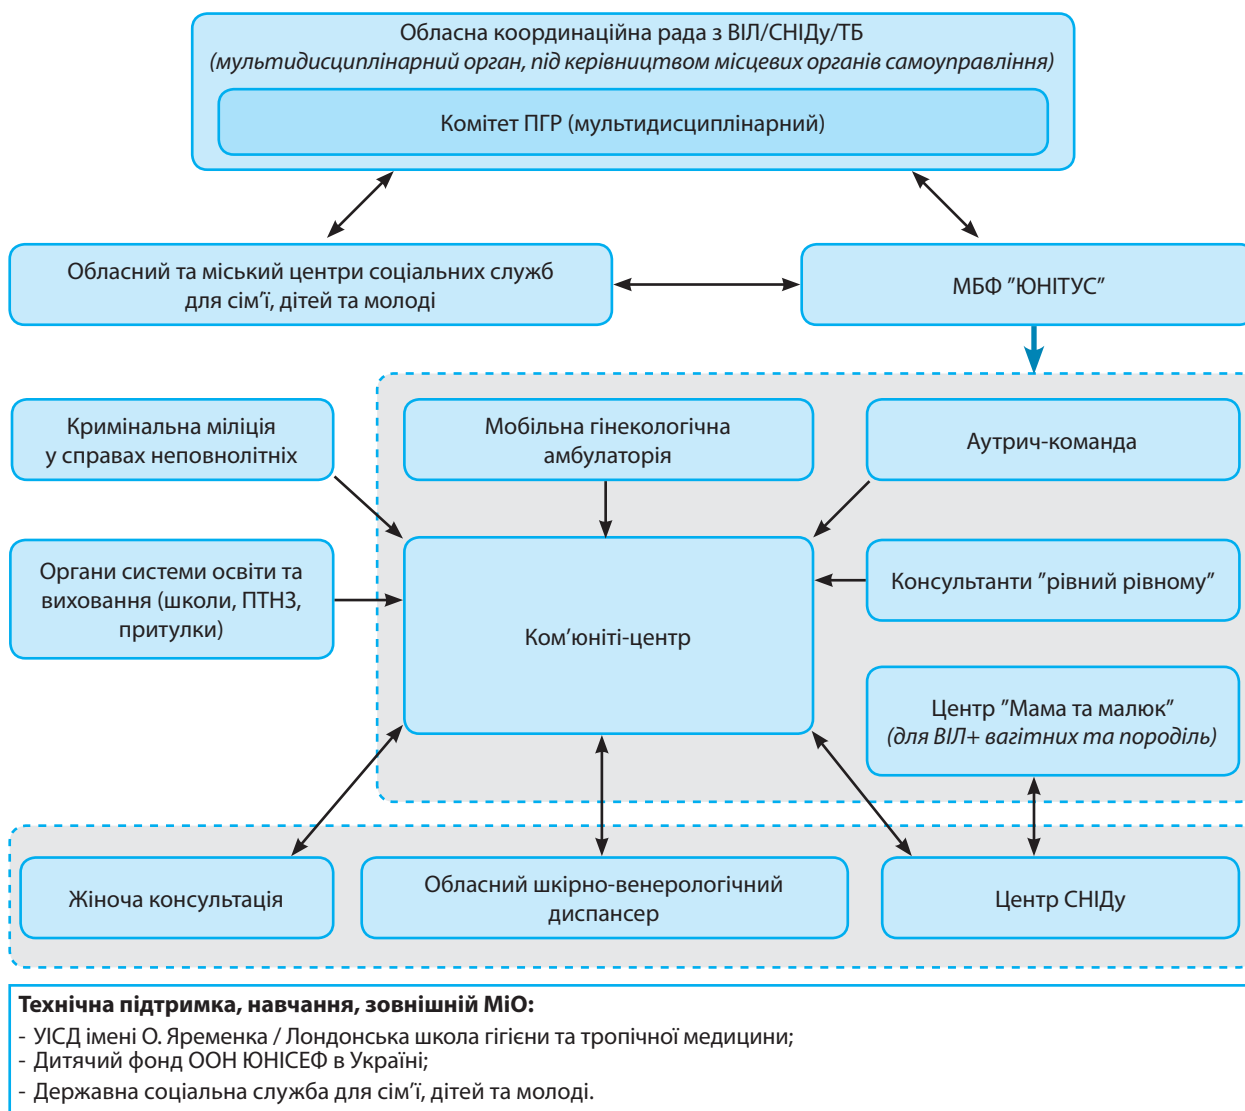 Обласна координаційна рада з ВІЛ/СНІДу/ТБ
(мультидисциплінарний орган, під керівництвом місцевих органів самоуправління)
Комітет ПГР (мультидисциплінарний)
Обласний та міський центри соціальних служб
для сім’ї, дітей та молоді
МБФ ”ЮНІТУС”
Кримінальна міліція
у справах неповнолітніх
Мобільна гінекологічна
амбулаторія
Аутрич-команда
Органи системи освіти та
виховання (школи, ПТНЗ,
притулки)
Ком’юніті-центр
Консультанти ”рівний рівному”
Центр ”Мама та малюк”
(для ВІЛ+ вагітних та породіль)
Жіноча консультація
Обласний шкірно-венерологічний
диспансер
Центр СНІДу
Технічна підтримка, навчання, зовнішній МіО:
- УІСД імені О. Яременка / Лондонська школа гігієни та тропічної медицини;
- Дитячий фонд ООН ЮНІСЕФ в Україні;
- Державна соціальна служба для сім’ї, дітей та молоді.